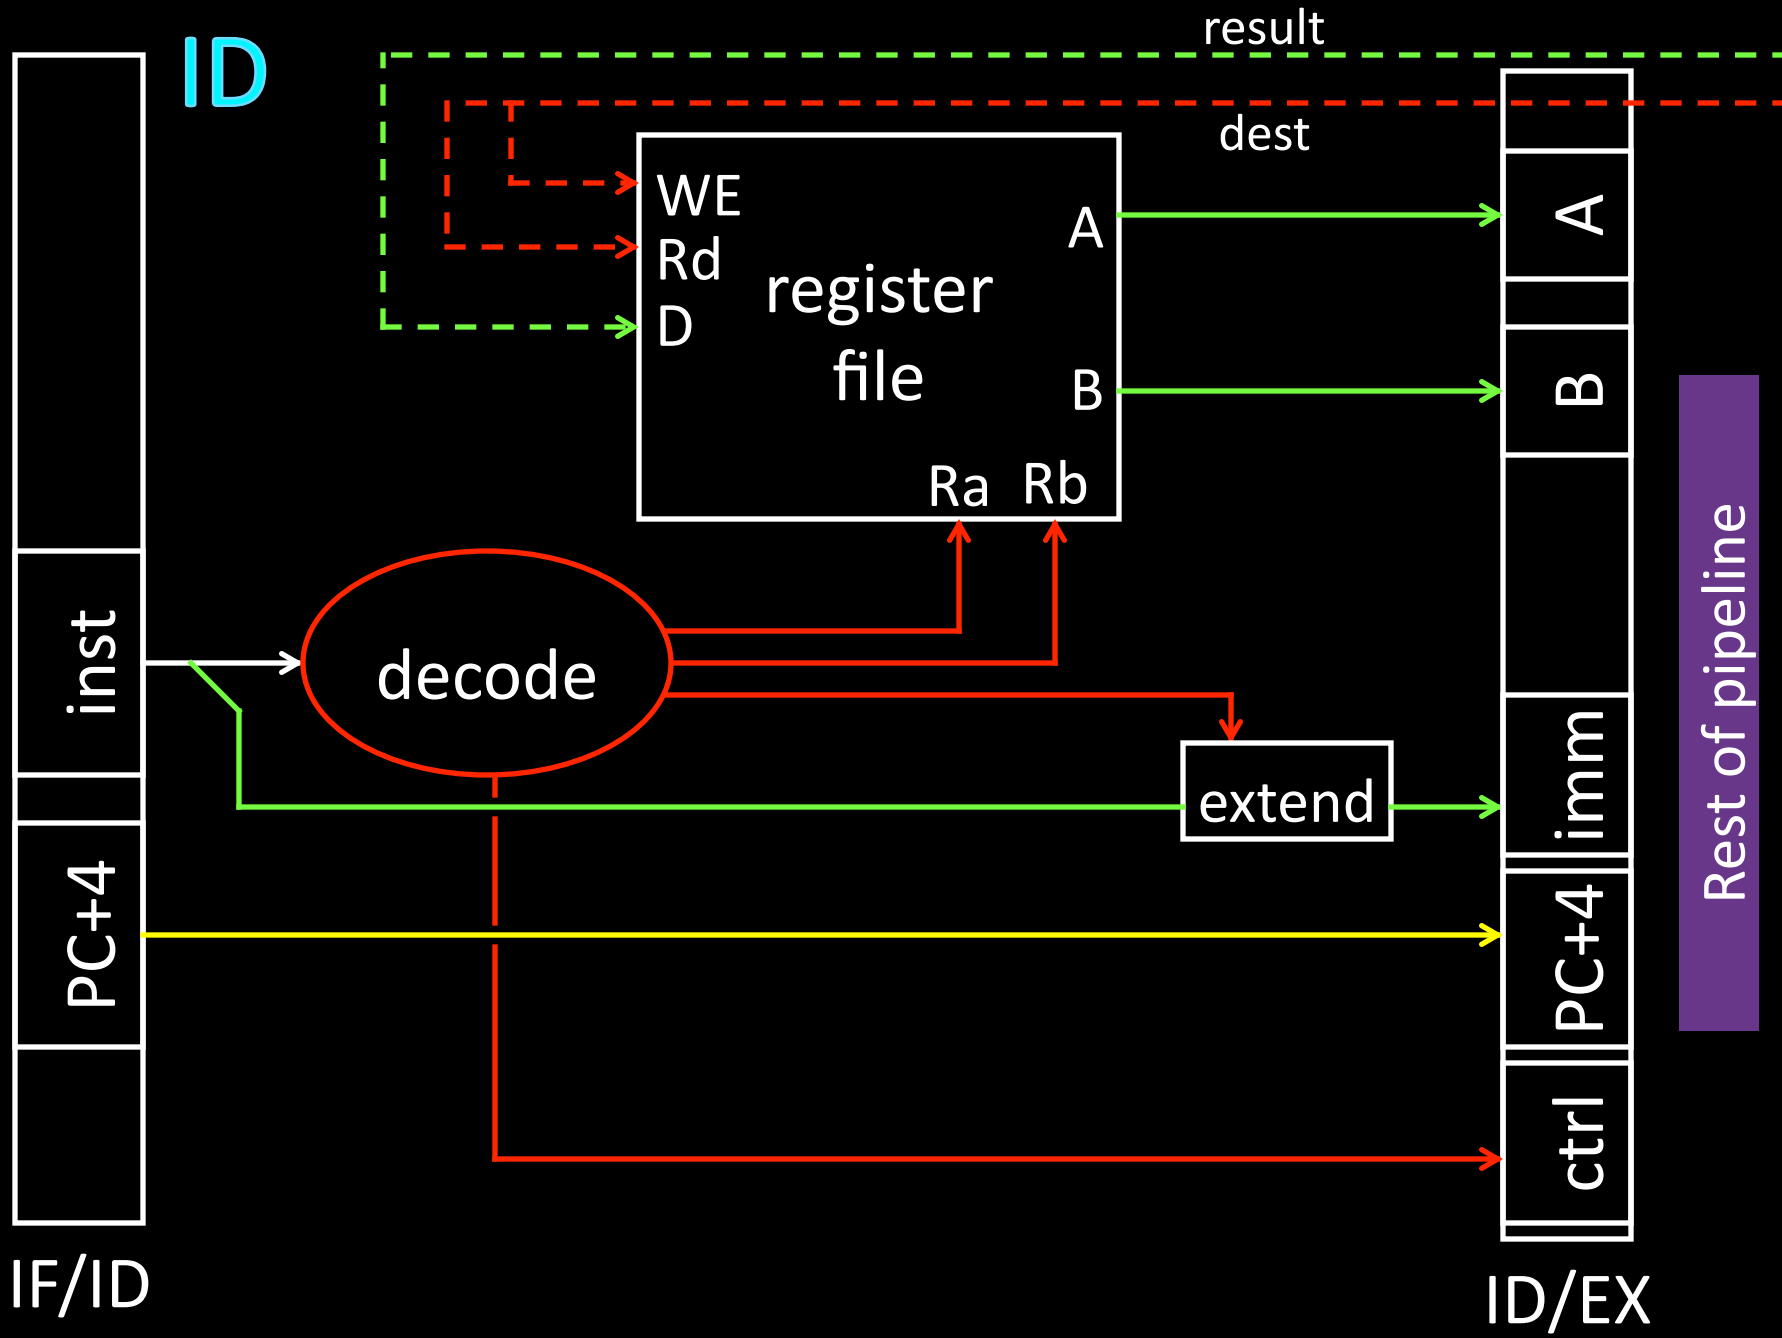 ID
result
dest
WE
Rd
D
register
file
A
B
Ra Rb
A
B
inst
decode
extend
imm
PC+4
PC+4
ctrl
Rest of pipeline
IF/ID
ID/EX